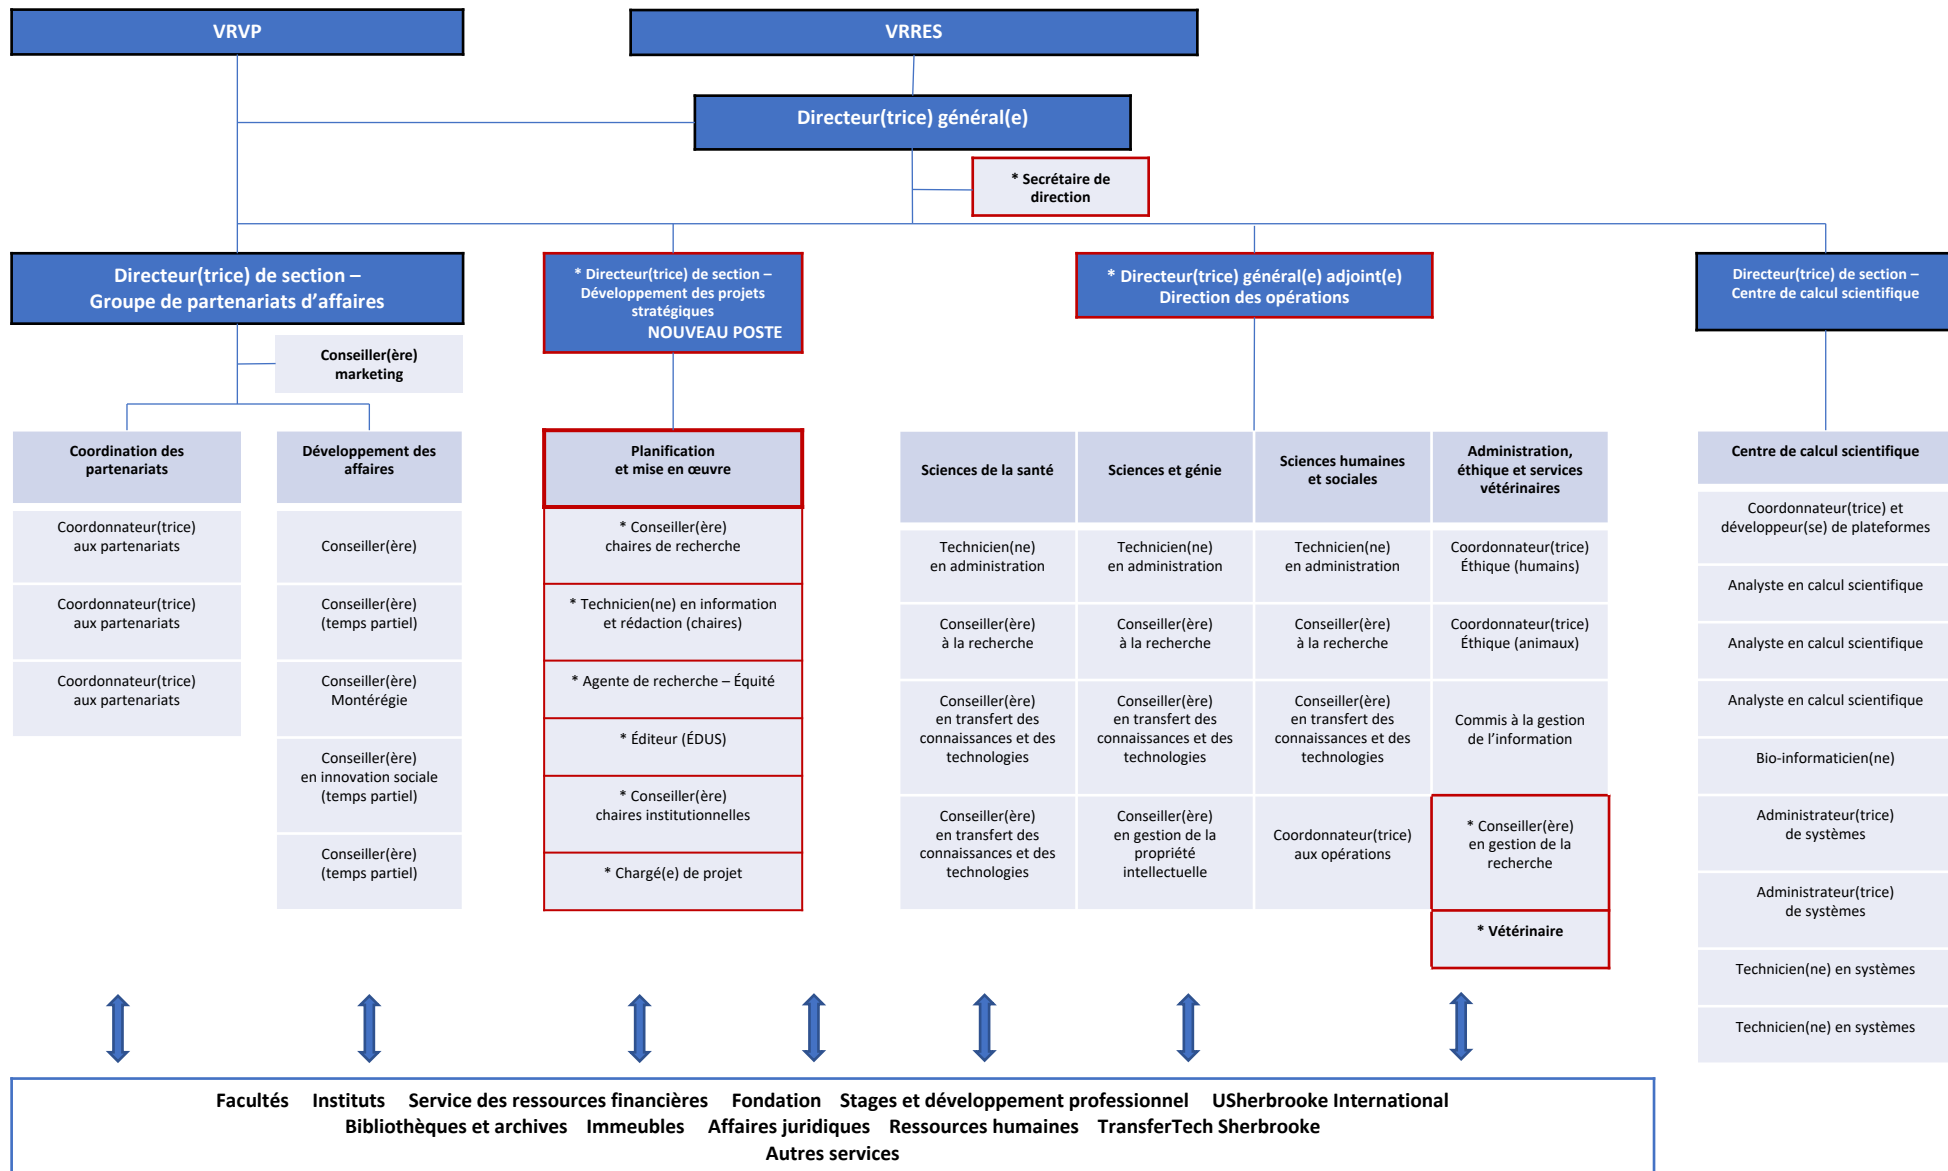 VRVP
VRRES
Directeur(trice) général(e)
* Secrétaire de
direction
Directeur(trice) de section –
Groupe de partenariats d’affaires
* Directeur(trice) de section –
Développement des projets
stratégiques
NOUVEAU POSTE
* Directeur(trice) général(e) adjoint(e)
Direction des opérations
Directeur(trice) de section –
Centre de calcul scientifique
Conseiller(ère)
marketing
Coordination des
partenariats
Coordonnateur(trice)
aux partenariats
Coordonnateur(trice)
aux partenariats
Coordonnateur(trice)
aux partenariats
Développement des
affaires
Conseiller(ère)
Conseiller(ère)
(temps partiel)
Conseiller(ère)
Montérégie
Conseiller(ère)
en innovation sociale
(temps partiel)
Conseiller(ère)
(temps partiel)
Planification
et mise en œuvre
* Conseiller(ère)
chaires de recherche
* Technicien(ne) en information
et rédaction (chaires)
* Agente de recherche – Équité
* Éditeur (ÉDUS)
* Conseiller(ère)
chaires institutionnelles
* Chargé(e) de projet
Sciences de la santé
Technicien(ne)
en administration
Conseiller(ère)
à la recherche
Conseiller(ère)
en transfert des
connaissances et des
technologies
Conseiller(ère)
en transfert des
connaissances et des
technologies
Sciences et génie
Technicien(ne)
en administration
Conseiller(ère)
à la recherche
Conseiller(ère)
en transfert des
connaissances et des
technologies
Conseiller(ère)
en gestion de la
propriété
intellectuelle
Sciences humaines
et sociales
Technicien(ne)
en administration
Conseiller(ère)
à la recherche
Conseiller(ère)
en transfert des
connaissances et des
technologies
Coordonnateur(trice)
aux opérations
Administration,
éthique et services
vétérinaires
Coordonnateur(trice)
Éthique (humains)
Coordonnateur(trice)
Éthique (animaux)
Commis à la gestion
de l’information
* Conseiller(ère)
en gestion de la
recherche
* Vétérinaire
Centre de calcul scientifique
Coordonnateur(trice) et
développeur(se) de plateformes
Analyste en calcul scientifique
Analyste en calcul scientifique
Analyste en calcul scientifique
Bio-informaticien(ne)
Administrateur(trice)
de systèmes
Administrateur(trice)
de systèmes
Technicien(ne) en systèmes
Technicien(ne) en systèmes
Facultés Instituts Service des ressources financières Fondation Stages et développement professionnel USherbrooke International
Bibliothèques et archives Immeubles Affaires juridiques Ressources humaines TransferTech Sherbrooke
Autres services